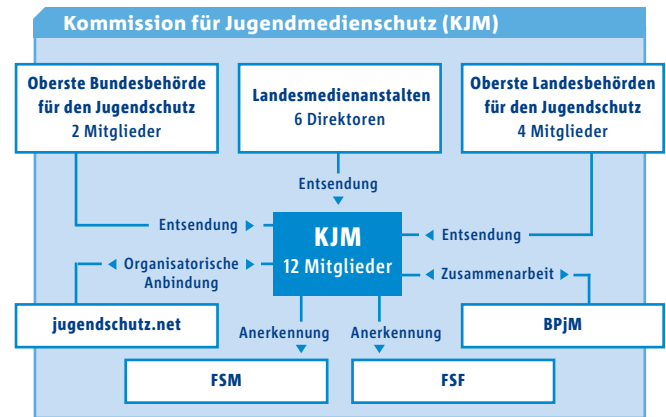 Kommission für Jugendmedienschutz (KJM)
Oberste Bundesbehörde
für den Jugendschutz
2 Mitglieder
Landesmedienanstalten
6 Direktoren
Oberste Landesbehörden
für den Jugendschutz
4 Mitglieder
Entsendung
Entsendung
KJM
12 Mitglieder
Entsendung
Organisatorische
Anbindung
Zusammenarbeit
jugendschutz.net
Anerkennung
Anerkennung
BPjM
FSM
FSF